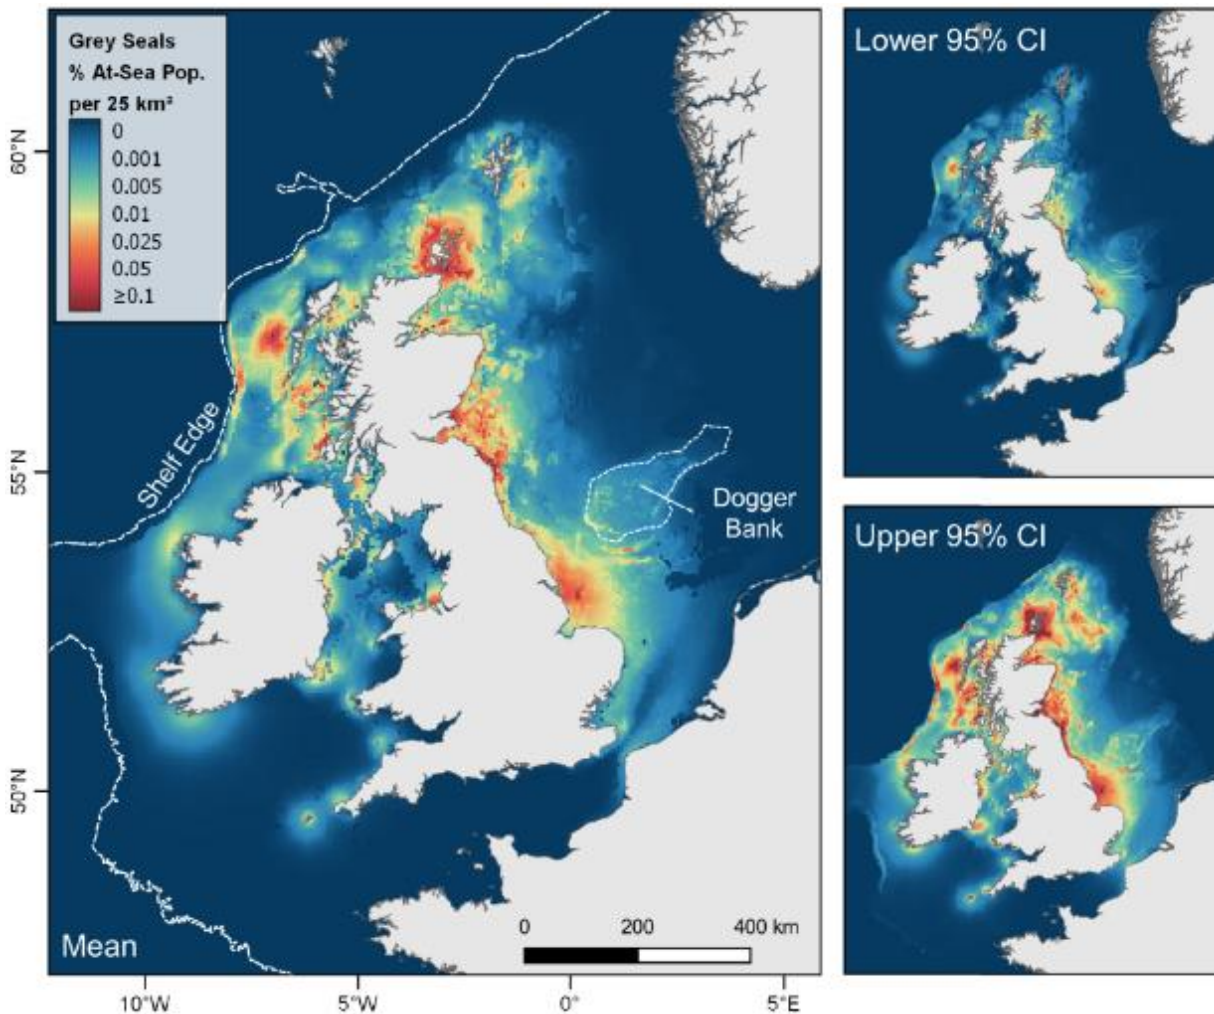 Grey Seals
% At-Sea Pop.
per 25 km²
0
0.001
0.005
0.01
0.025
0.05
≥0.1
60°N
55°N
50°N
Shelf Edge
Dogger
Bank
Mean
0 200 400 km
10°W 5°W 0° 5°E
Lower 95% CI
Upper 95% CI